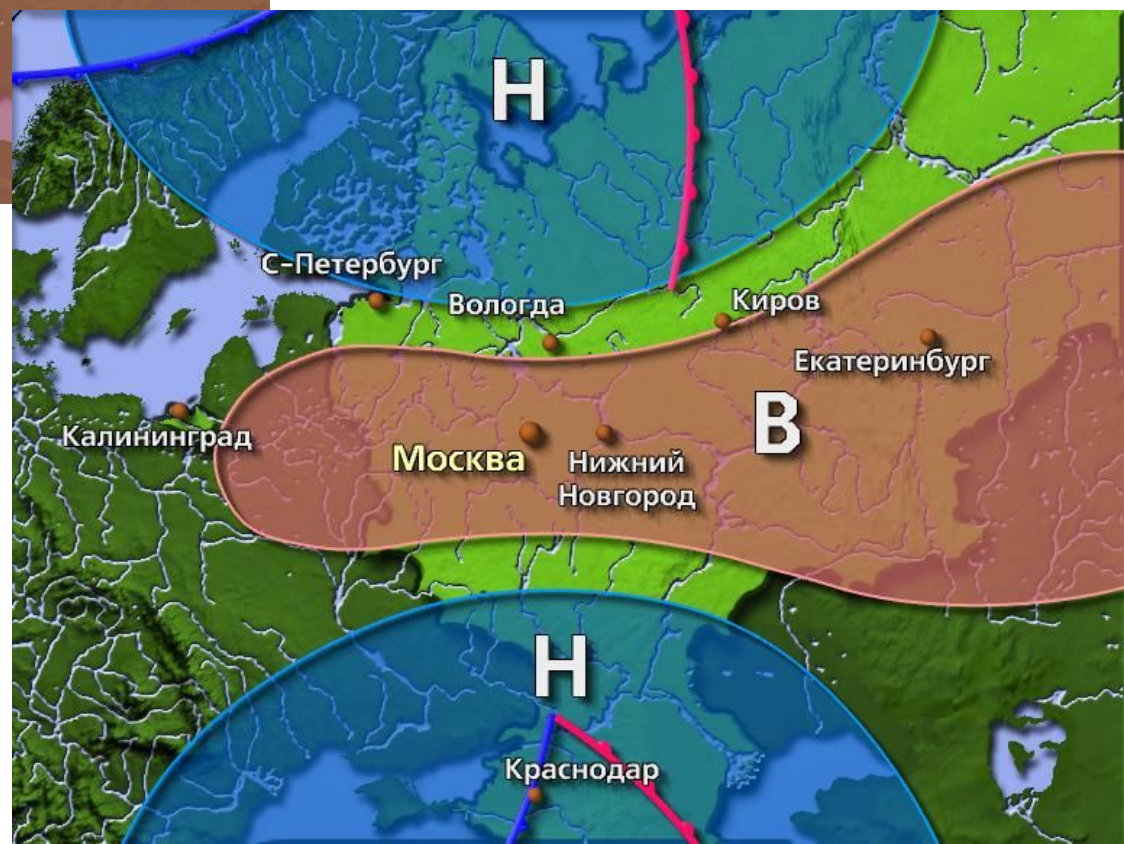 Н
С-Петербург
Вологда
Киров
Екатеринбург
В
Калининград
Москва
Нижний
Новгород
Н
Краснодар